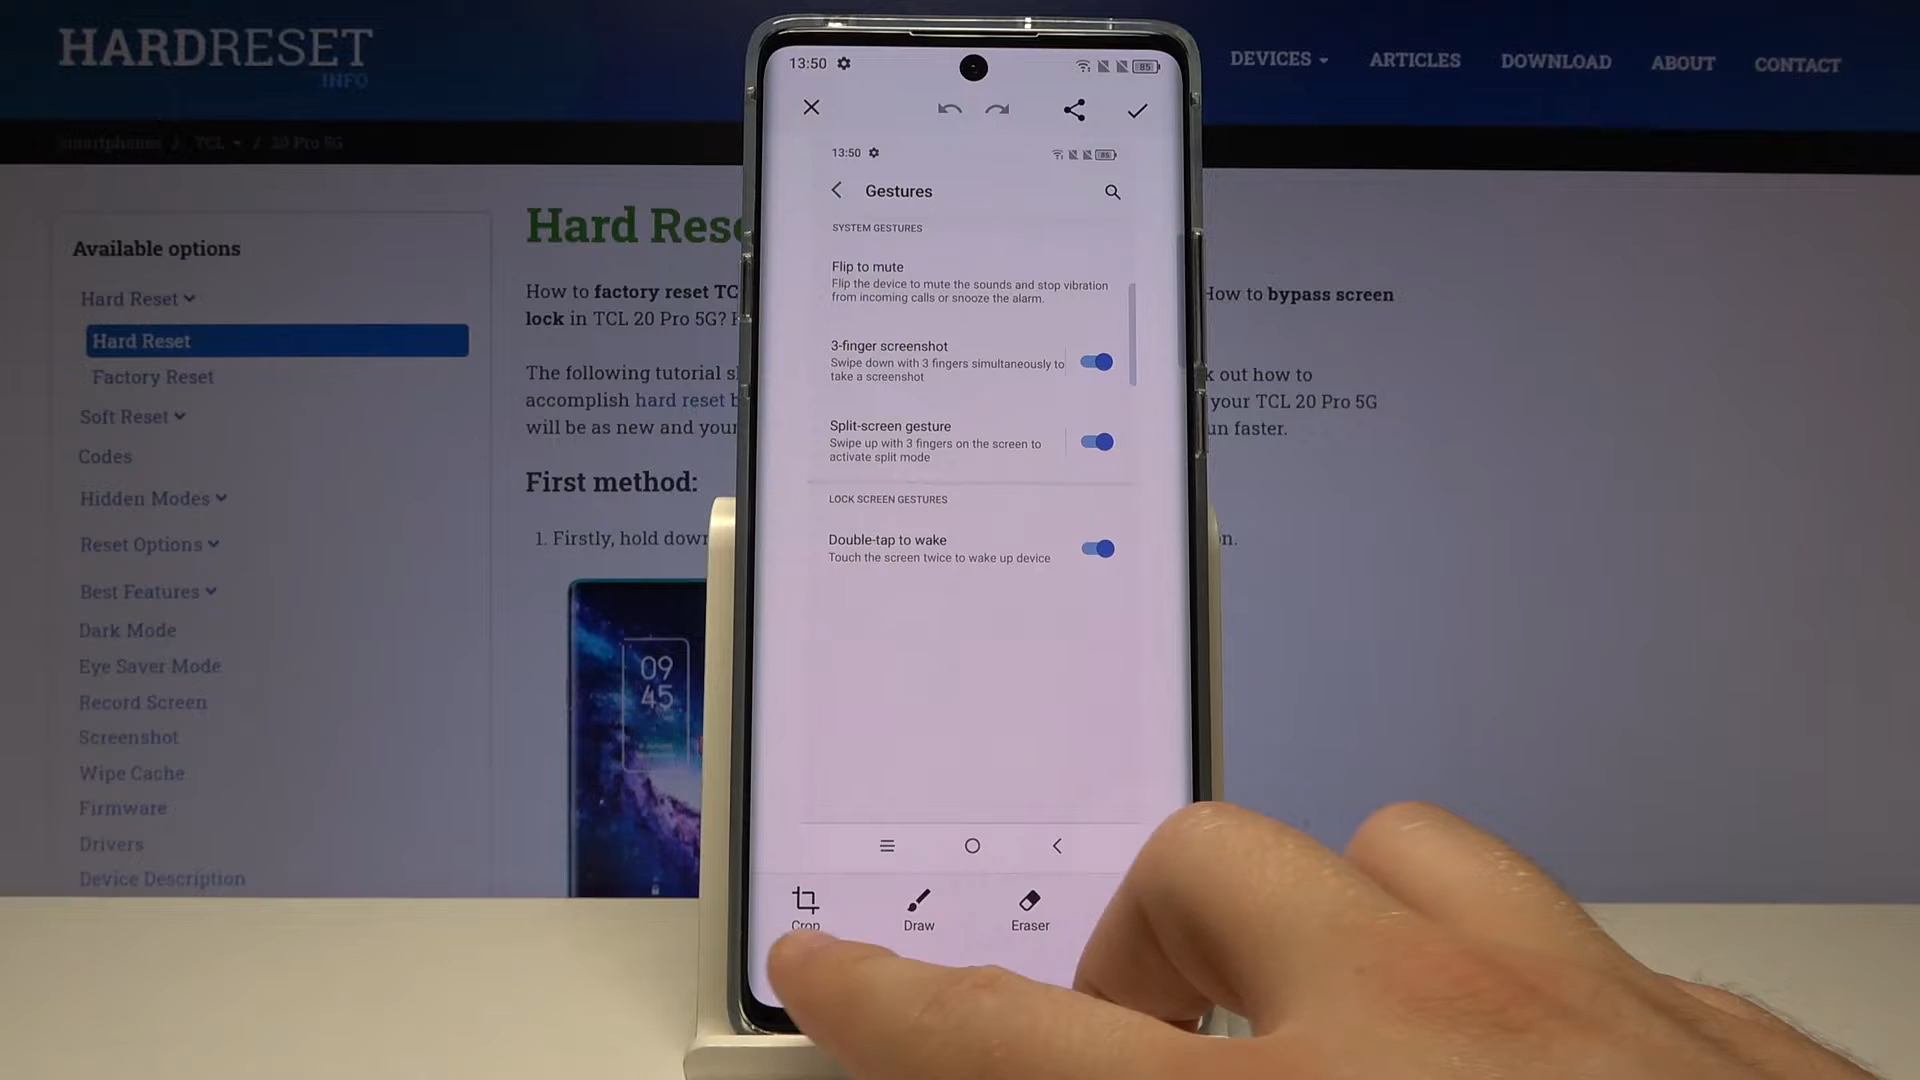 HARDRESET
INFO
DEVICES
ARTICLES
DOWNLOAD
ABOUT
CONTACT
smartphones / TCL / 20 Pro 5G
Available options
Hard Reset
Hard Reset
Factory Reset
Soft Reset
Codes
Hidden Modes
Reset Options
Best Features
Dark Mode
Eye Saver Mode
Record Screen
Screenshot
Wipe Cache
Firmware
Drivers
Device Description
Hard Res
How to factory reset TC
How to bypass screen
lock in TCL 20 Pro 5G?
The following tutorial s
k out how to
accomplish hard reset b
your TCL 20 Pro 5G
will be as new and your
un faster.
First method:
1. Firstly, hold down
n.
09
45
13:50
85
13:50
85
Gestures
SYSTEM GESTURES
Flip to mute
Flip the device to mute the sounds and stop vibration
from incoming calls or snooze the alarm.
3-finger screenshot
Swipe down with 3 fingers simultaneously to
take a screenshot
Split-screen gesture
Swipe up with 3 fingers on the screen to
activate split mode
LOCK SCREEN GESTURES
Double-tap to wake
Touch the screen twice to wake up device
Crop
Draw
Eraser